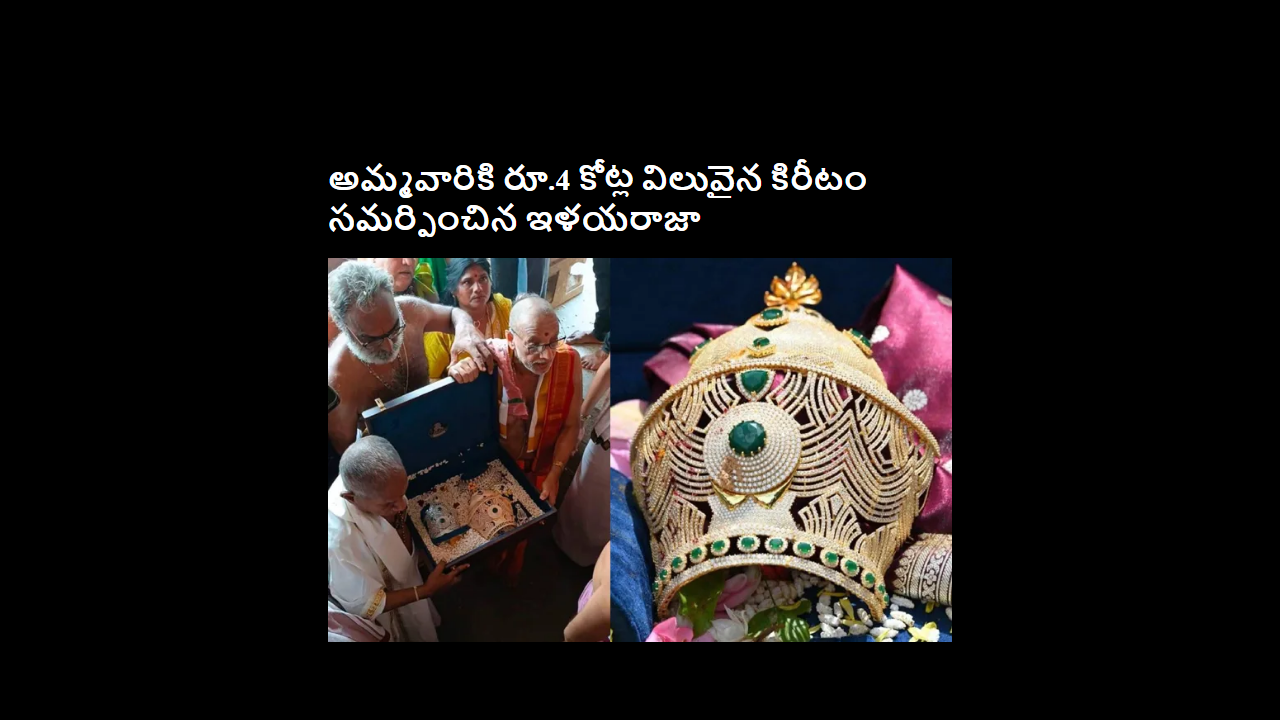 అమ్మవారికి రూ.4 కోట్ల విలువైన కిరీటం
సమర్పించిన ఇళయరాజా